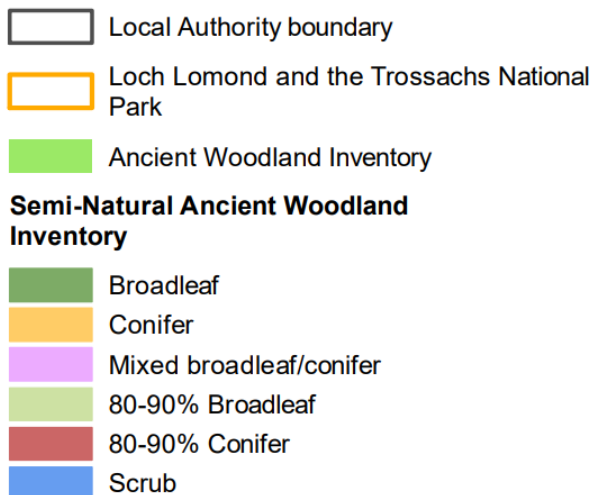 Local Authority boundary
Loch Lomond and the Trossachs National
Park
Ancient Woodland Inventory
Semi-Natural Ancient Woodland
Inventory
Broadleaf
Conifer
Mixed broadleaf/conifer
80-90% Broadleaf
80-90% Conifer
Scrub